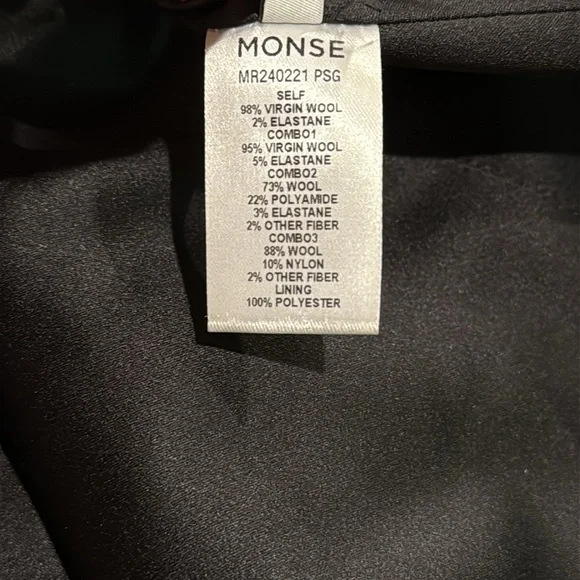 MONSE
MR240221 PSG
SELF
98% VIRGIN WOOL
2% ELASTANE
COMBO1
95% VIRGIN WOOL
5% ELASTANE
COMBO2
73% WOOL
22% POLYAMIDE
3% ELASTANE
2% OTHER FIBER
COMBO3
88% WOOL
10% NYLON
2% OTHER FIBER
LINING
100% POLYESTER